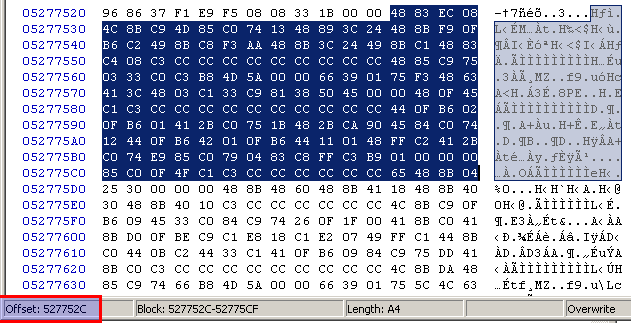 05277520 96 86 37 F1 E9 F5 08 08 33 1B 00 00 48 83 EC 08 –†7ñéõ..3...Hƒì.
05277530 4C 8B C9 4D 85 C0 74 13 48 89 3C 24 48 8B F9 0F L‹ÉM…Àt.H‰<$H‹ù.
05277540 B6 C2 49 8B C8 F3 AA 48 8B 3C 24 49 8B C1 48 83 ¶ÂI‹ÈóªH‹<$I‹ÁHƒ
05277550 C4 08 C3 CC CC CC CC CC CC CC CC CC 48 85 C9 75 Ä.ÃÌÌÌÌÌÌÌÌÌH…Éu
05277560 03 33 C0 C3 B8 4D 5A 00 00 66 39 01 75 F3 48 63 .3ÀÃ¸MZ..f9.uóHc
05277570 41 3C 48 03 C1 33 C9 81 38 50 45 00 00 48 0F 45 A<H.Á3É.8PE..H.E
05277580 C1 C3 CC CC CC CC CC CC CC CC CC CC 44 0F B6 02 ÁÃÌÌÌÌÌÌÌÌÌÌD.¶.
05277590 0F B6 01 41 2B C0 75 1B 48 2B CA 90 45 84 C0 74 .¶.A+Àu.H+Ê.E„Àt
052775A0 12 44 0F B6 42 01 0F B6 44 11 01 48 FF C2 41 2B .D.¶B..¶D..HÿÂA+
052775B0 C0 74 E9 85 C0 79 04 83 C8 FF C3 B9 01 00 00 00 Àté…Ày.ƒÈÿÃ¹....
052775C0 85 C0 0F 4F C1 C3 CC CC CC CC CC CC 65 48 8B 04 …À.OÁÃÌÌÌÌÌÌeH‹.
052775D0 25 30 00 00 00 48 8B 48 60 48 8B 41 18 48 8B 40 %0...H‹H`H‹A.H‹@
052775E0 30 48 8B 40 10 C3 CC CC CC CC CC CC 4C 8B C9 0F 0H‹@.ÃÌÌÌÌÌÌL‹É.
052775F0 B6 09 45 33 C0 84 C9 74 26 0F 1F 00 41 8B C0 41 ¶.E3À„Ét&...A‹ÀA
05277600 8B D0 0F BE C9 C1 E8 18 C1 E2 07 49 FF C1 44 8B ‹Ð.¾ÉÁè.Áâ.IÿÁD‹
05277610 C0 44 0B C2 44 33 C1 41 0F B6 09 84 C9 75 DD 41 ÀD.ÂD3ÁA.¶.„ÉuÝA
05277620 8B C0 C3 CC CC CC CC CC CC CC CC CC 4C 8B DA 48 ‹ÀÃÌÌÌÌÌÌÌÌÌL‹ÚH
05277630 85 C9 74 66 B8 4D 5A 00 00 66 39 01 75 5C 4C 63 …Étf¸MZ..f9.u\Lc
Offset: 527752C Block: 527752C-52775CF Length: A4 Overwrite